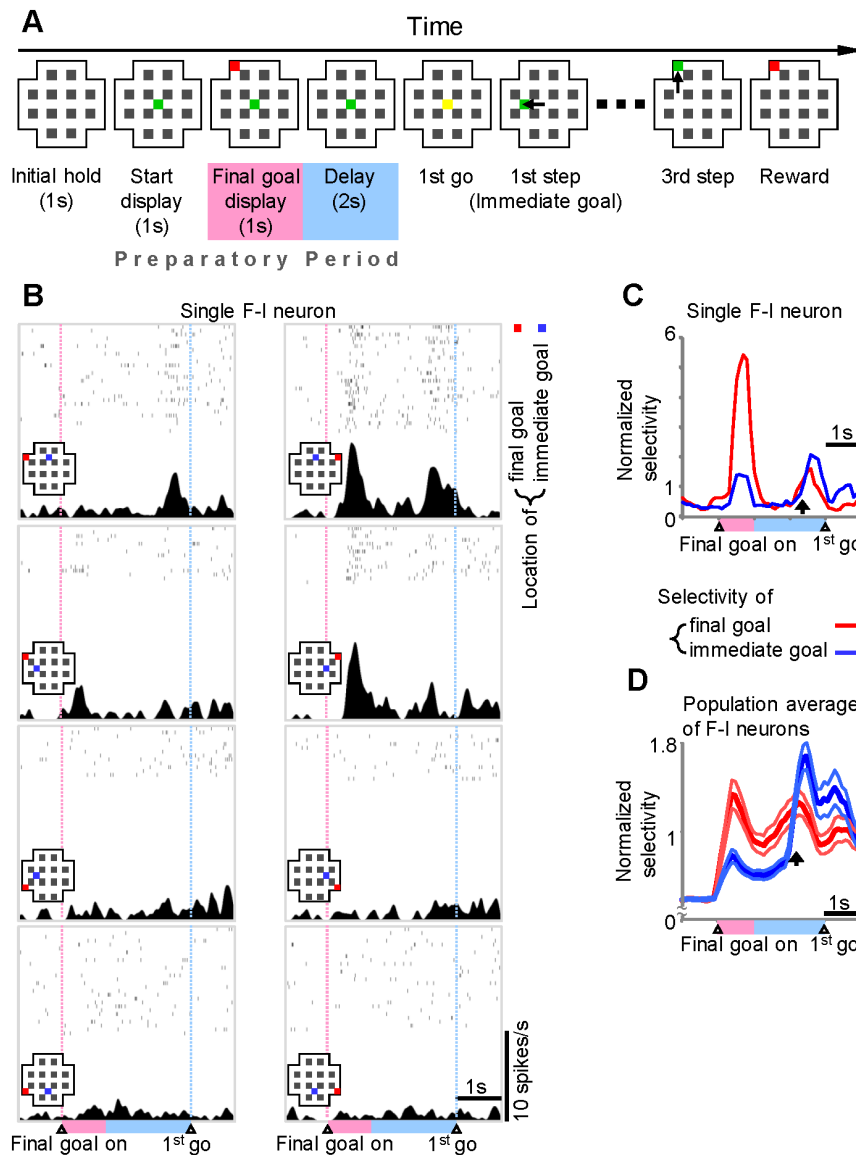 A
Time
Initial hold
(1s)
Start
display
(1s)
Final goal
display
(1s)
Delay
(2s)
1st go
1st step
(Immediate goal)
3rd step
Reward
Preparatory Period
B
Single F-I neuron
Location of { final goal
immediate goal
1s
10 spikes/s
Final goal on
1st go
Final goal on
1st go
C
Single F-I neuron
6
1
0
Normalized
selectivity
1s
Final goal on
1st go
Selectivity of
{ final goal
immediate goal
D
Population average
of F-I neurons
1.8
1
0
Normalized
selectivity
1s
Final goal on
1st go